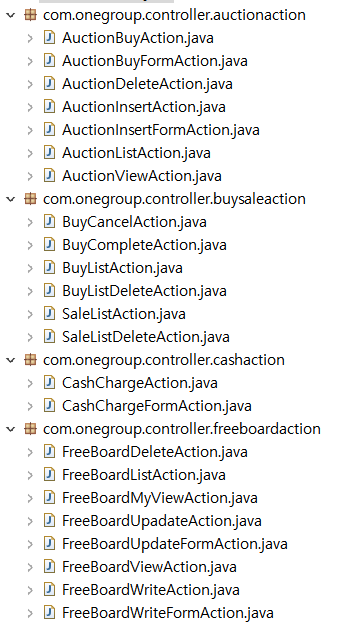 com.onegroup.controller.auctionaction
AuctionBuyAction.java
AuctionBuyFormAction.java
AuctionDeleteAction.java
AuctionInsertAction.java
AuctionInsertFormAction.java
AuctionListAction.java
AuctionViewAction.java
com.onegroup.controller.buysaleaction
BuyCancelAction.java
BuyCompleteAction.java
BuyListAction.java
BuyListDeleteAction.java
SaleListAction.java
SaleListDeleteAction.java
com.onegroup.controller.cashaction
CashChargeAction.java
CashChargeFormAction.java
com.onegroup.controller.freeboardaction
FreeBoardDeleteAction.java
FreeBoardListAction.java
FreeBoardMyViewAction.java
FreeBoardUpadateAction.java
FreeBoardUpdateFormAction.java
FreeBoardViewAction.java
FreeBoardWriteAction.java
FreeBoardWriteFormAction.java